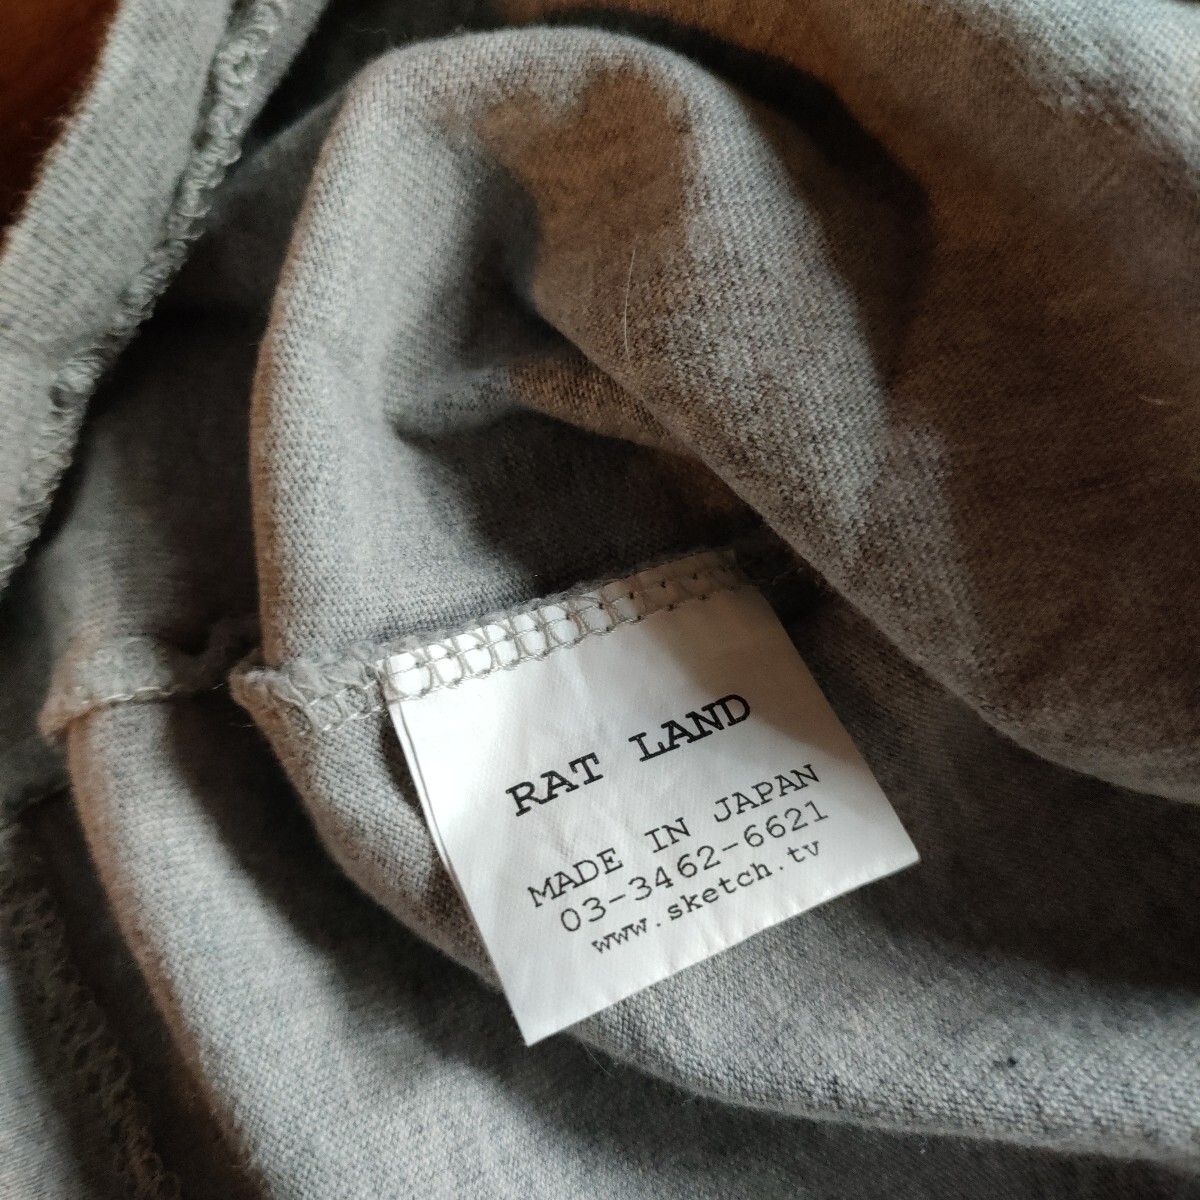 RAT LAND
MADE IN JAPAN
03-3462-6621
www.sketch.tv